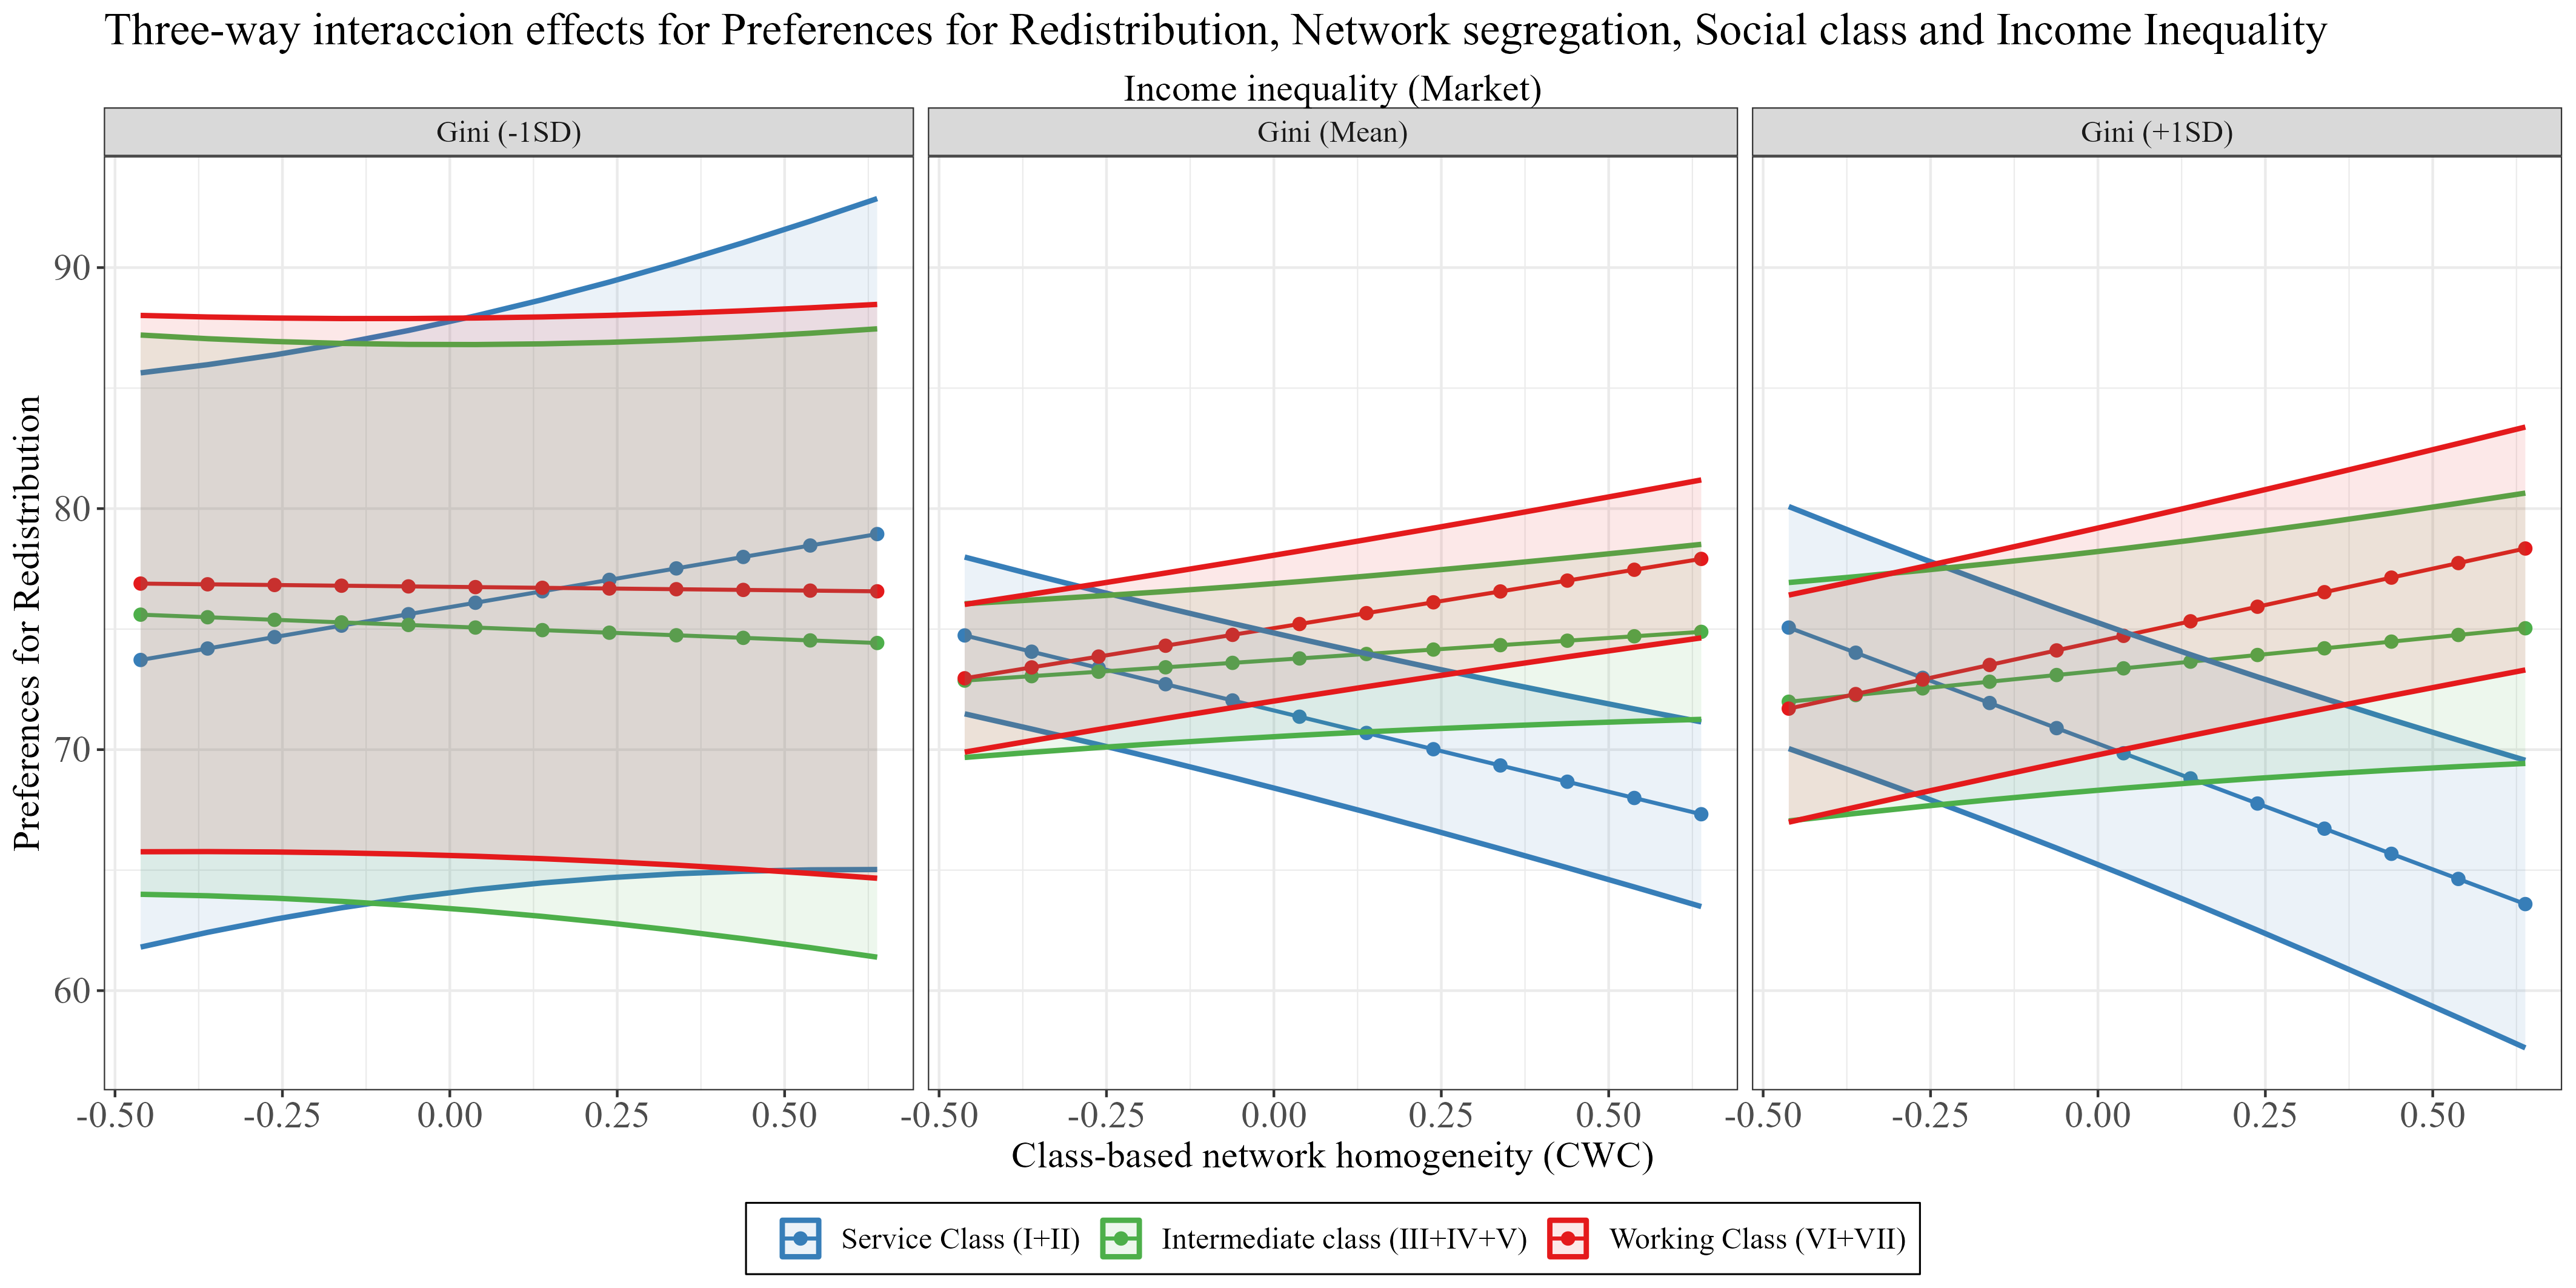 Three-way interaccion effects for Preferences for Redistribution, Network segregation, Social class and Income Inequality
Income inequality (Market)
Gini (-1SD) Gini (Mean) Gini (+1SD)
Preferences for Redistribution
90
80
70
60
-0.50 -0.25 0.00 0.25 0.50 -0.50 -0.25 0.00 0.25 0.50 -0.50 -0.25 0.00 0.25 0.50
Class-based network homogeneity (CWC)
Service Class (I+II) Intermediate class (III+IV+V) Working Class (VI+VII)